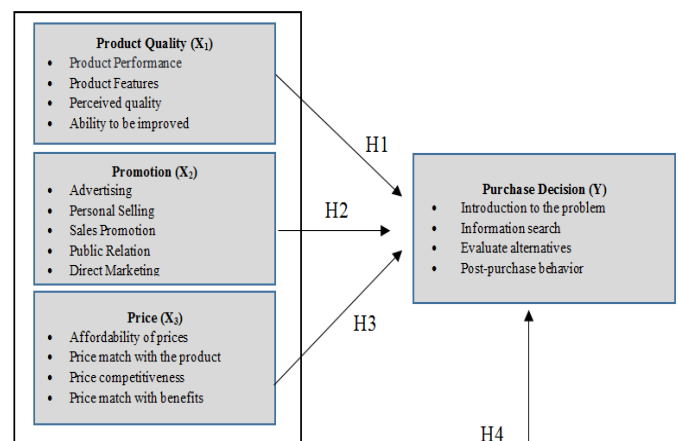 Product Quality (X₁)
• Product Performance
• Product Features
• Perceived quality
• Ability to be improved
H1
Promotion (X₂)
• Advertising
• Personal Selling
• Sales Promotion
• Public Relation
• Direct Marketing
H2
Purchase Decision (Y)
• Introduction to the problem
• Information search
• Evaluate alternatives
• Post-purchase behavior
Price (X₃)
• Affordability of prices
• Price match with the product
• Price competitiveness
• Price match with benefits
H3
H4